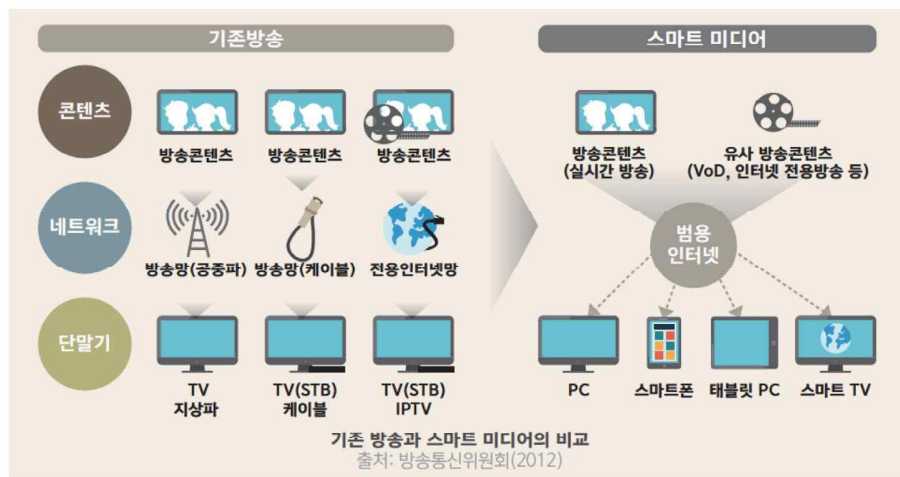 기존방송
스마트 미디어
콘텐츠
방송콘텐츠
방송콘텐츠
방송콘텐츠
방송콘텐츠
(실시간 방송)
유사 방송콘텐츠
(VoD, 인터넷 전용방송 등)
네트워크
방송망(공중파)
방송망(케이블)
전용인터넷망
범용
인터넷
단말기
TV
지상파
TV(STB)
케이블
TV(STB)
IPTV
PC
스마트폰
태블릿 PC
스마트 TV
기존 방송과 스마트 미디어의 비교
출처: 방송통신위원회(2012)